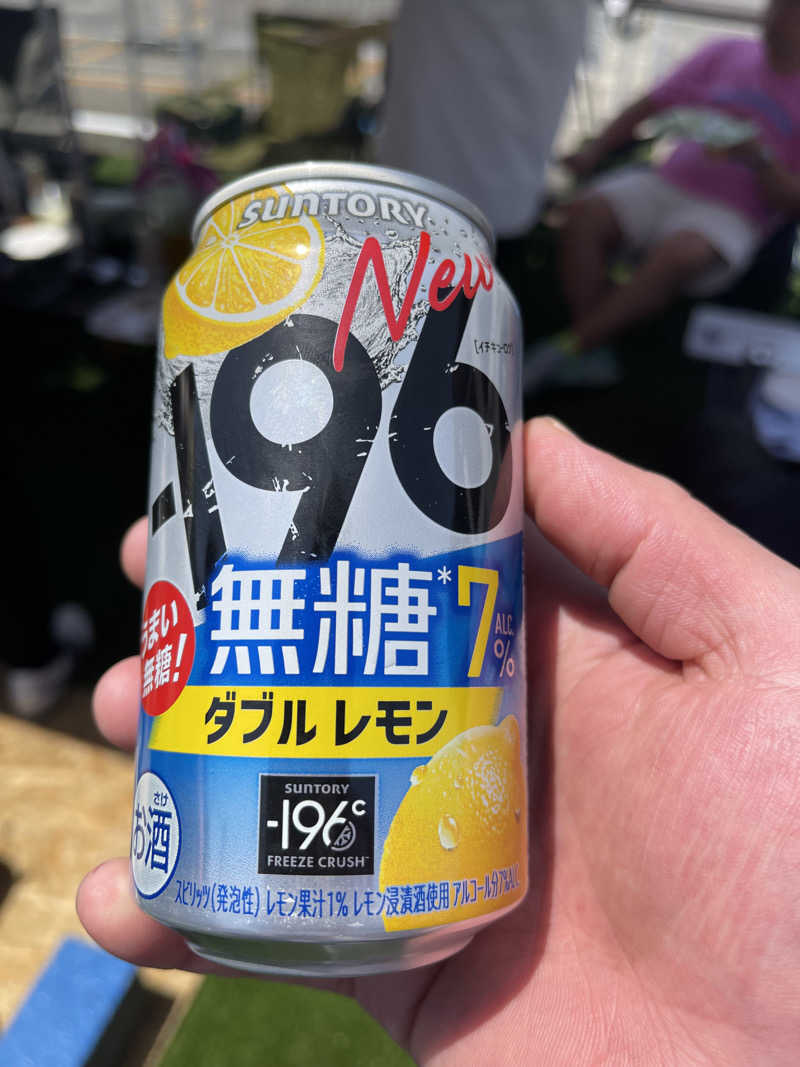 SUNTORY
New
-196
[イチキューロク]
無糖*7
ALC.
%
うまい
無糖!
ダブルレモン
さけ
お酒
SUNTORY
-196℃
FREEZE CRUSH™
スピリッツ(発泡性) レモン果汁1% レモン浸漬酒使用 アルコール分7%